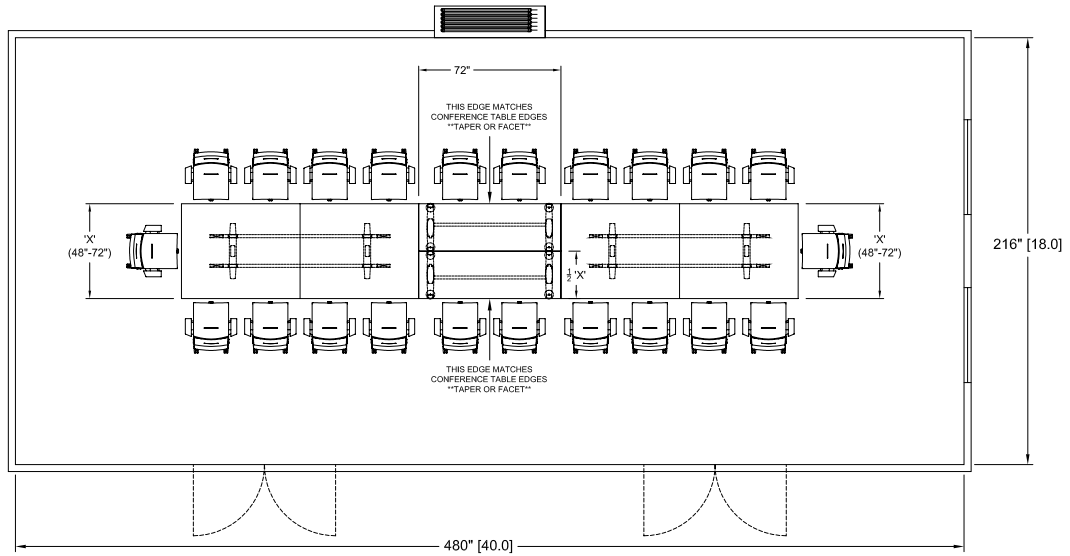 72"
THIS EDGE MATCHES
CONFERENCE TABLE EDGES
**TAPER OR FACET**
'X'
(48"-72")
'X'
(48"-72")
216" [18.0]
½ 'X'
THIS EDGE MATCHES
CONFERENCE TABLE EDGES
**TAPER OR FACET**
480" [40.0]